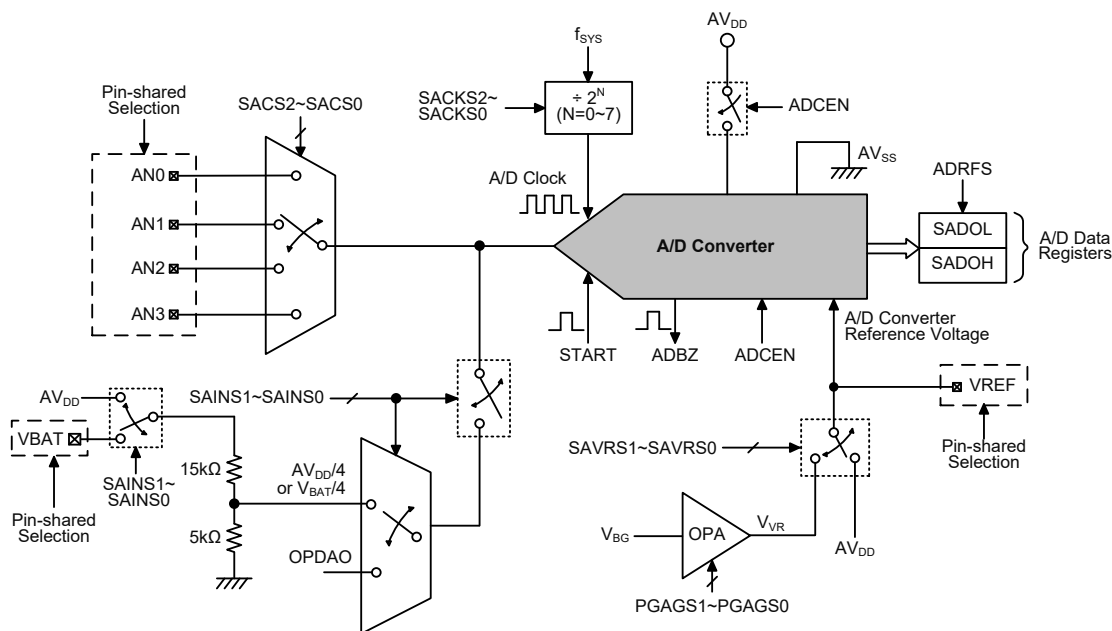 AV_DD
f_SYS
Pin-shared
Selection
SACS2~SACS0
SACKS2~
SACKS0
÷ 2^N
(N=0~7)
ADCEN
AN0
AN1
AN2
AN3
A/D Clock
AV_SS
ADRFS
A/D Converter
SADOL
SADOH
A/D Data
Registers
START
ADBZ
ADCEN
A/D Converter
Reference Voltage
AV_DD
VBAT
SAINS1~SAINS0
VREF
SAINS1~
SAINS0
Pin-shared
Selection
15kΩ
5kΩ
AV_DD/4
or V_BAT/4
OPDAO
SAVRS1~SAVRS0
Pin-shared
Selection
V_BG
OPA
V_VR
AV_DD
PGAGS1~PGAGS0